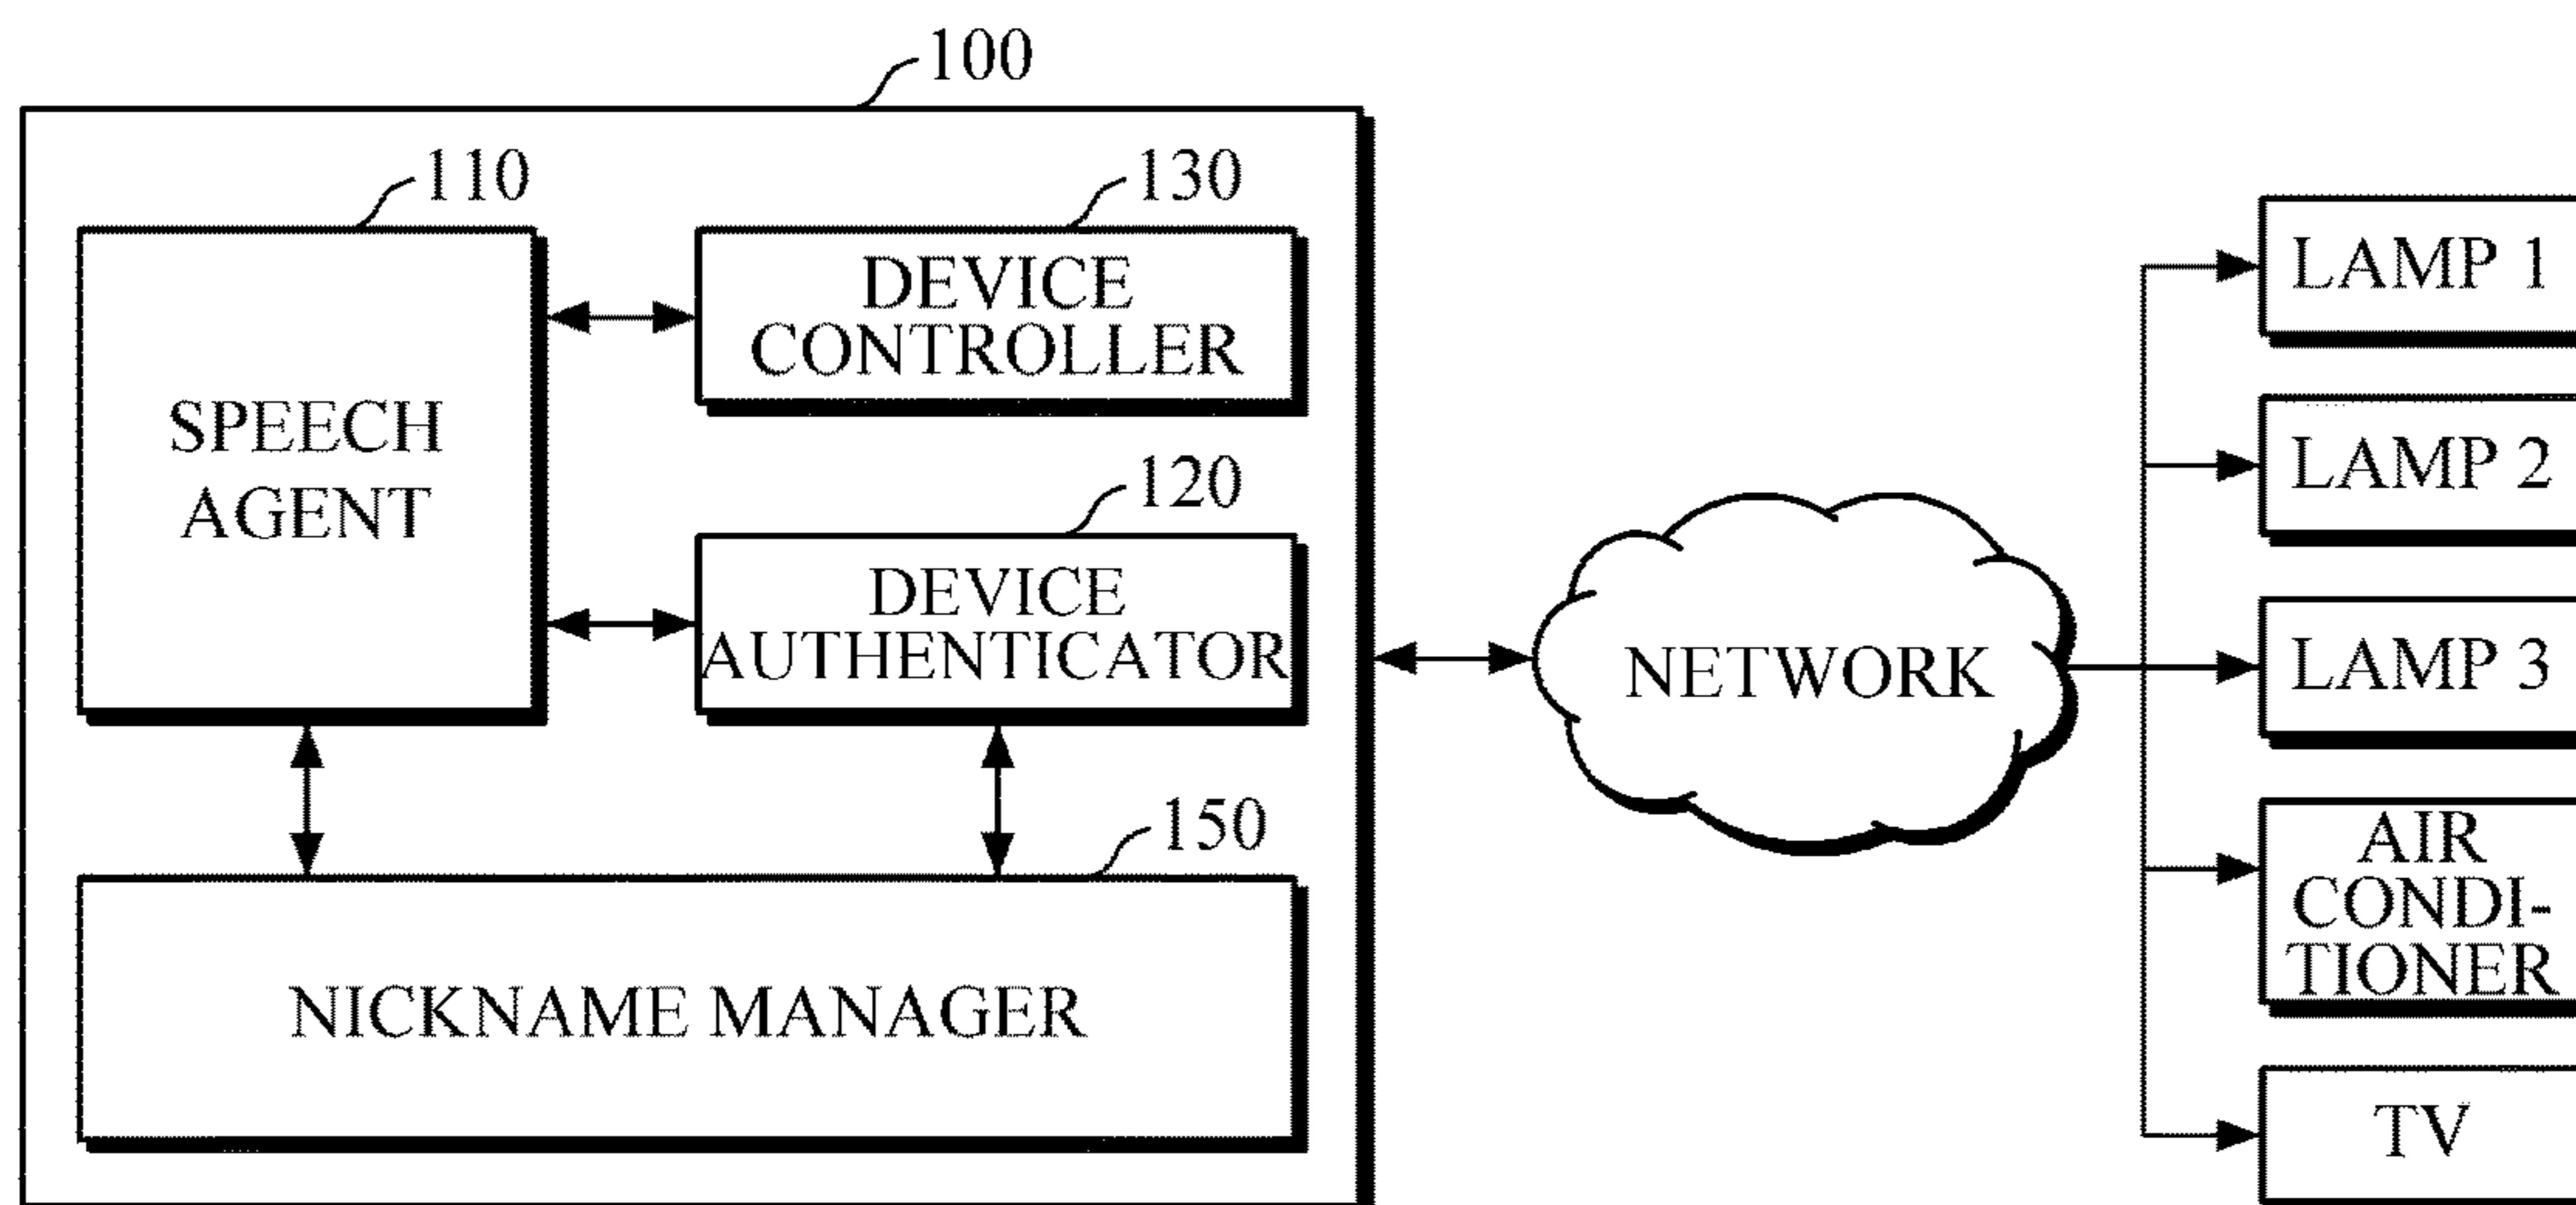 100
110
130
SPEECH
AGENT
DEVICE
CONTROLLER
120
DEVICE
AUTHENTICATOR
150
NICKNAME MANAGER
NETWORK
LAMP 1
LAMP 2
LAMP 3
AIR
CONDI-
TIONER
TV